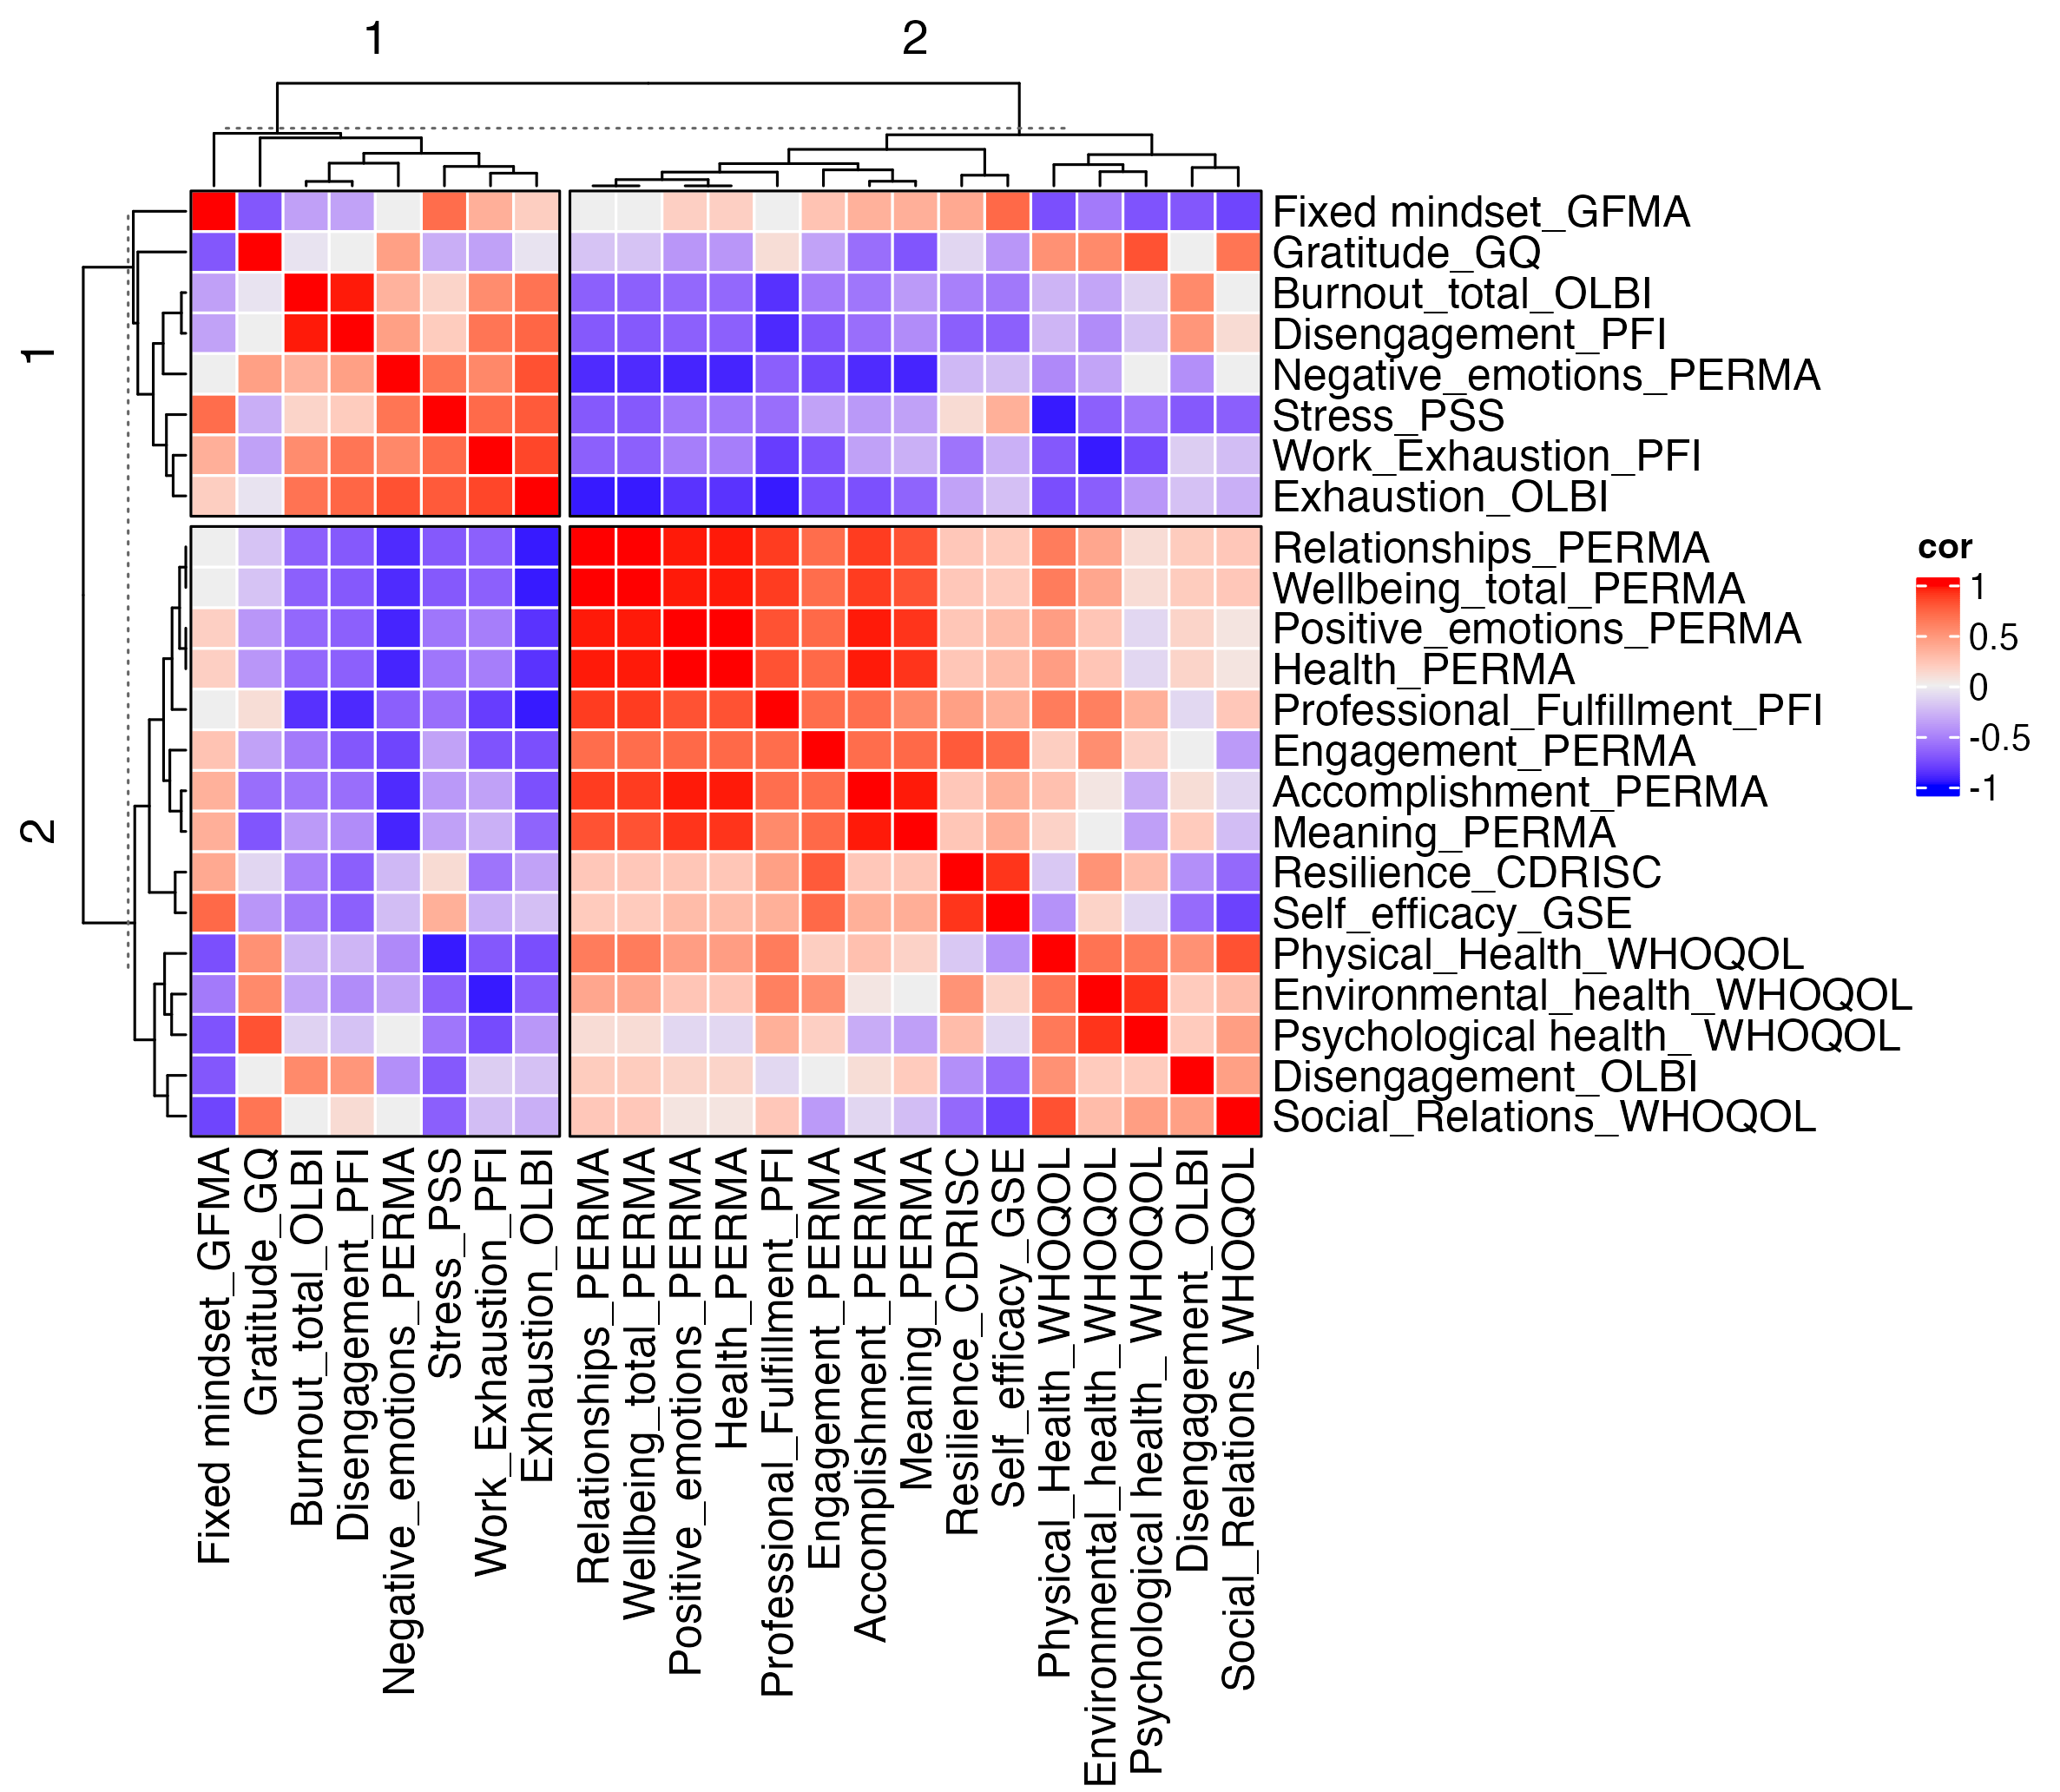 1
2
1
2
Fixed mindset_GFMA
Gratitude_GQ
Burnout_total_OLBI
Disengagement_PFI
Negative_emotions_PERMA
Stress_PSS
Work_Exhaustion_PFI
Exhaustion_OLBI
Relationships_PERMA
Wellbeing_total_PERMA
Positive_emotions_PERMA
Health_PERMA
Professional_Fulfillment_PFI
Engagement_PERMA
Accomplishment_PERMA
Meaning_PERMA
Resilience_CDRISC
Self_efficacy_GSE
Physical_Health_WHOQOL
Environmental_health_WHOQOL
Psychological health_ WHOQOL
Disengagement_OLBI
Social_Relations_WHOQOL
cor
1
0.5
0
-0.5
-1
Fixed mindset_GFMA
Gratitude_GQ
Burnout_total_OLBI
Disengagement_PFI
Negative_emotions_PERMA
Stress_PSS
Work_Exhaustion_PFI
Exhaustion_OLBI
Relationships_PERMA
Wellbeing_total_PERMA
Positive_emotions_PERMA
Health_PERMA
Professional_Fulfillment_PFI
Engagement_PERMA
Accomplishment_PERMA
Meaning_PERMA
Resilience_CDRISC
Self_efficacy_GSE
Physical_Health_WHOQOL
Environmental_health_WHOQOL
Psychological health_ WHOQOL
Disengagement_OLBI
Social_Relations_WHOQOL